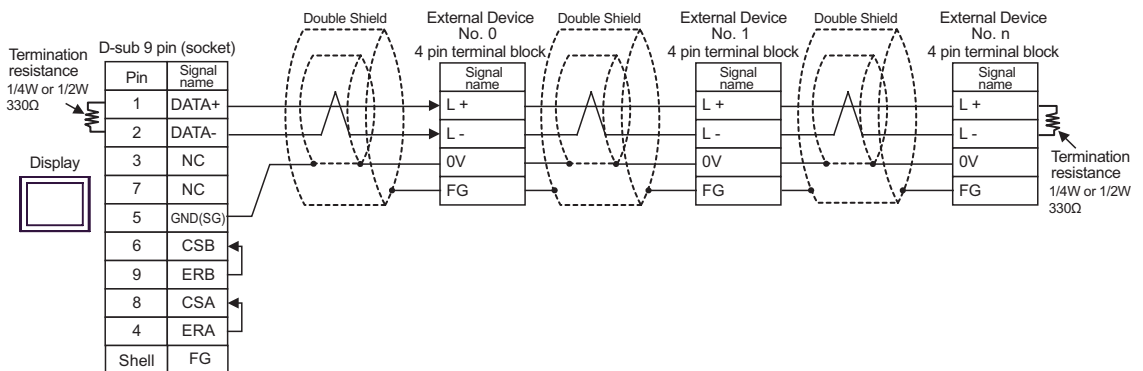 Double Shield
External Device
No. 0
4 pin terminal block
Double Shield
External Device
No. 1
4 pin terminal block
Double Shield
External Device
No. n
4 pin terminal block
Termination
resistance
1/4W or 1/2W
330Ω
D-sub 9 pin (socket)
Pin Signal name
1 DATA+
2 DATA-
3 NC
7 NC
5 GND(SG)
6 CSB
9 ERB
8 CSA
4 ERA
Shell FG
Display
Signal
name
L +
L -
0V
FG
Signal
name
L +
L -
0V
FG
Signal
name
L +
L -
0V
FG
Termination
resistance
1/4W or 1/2W
330Ω